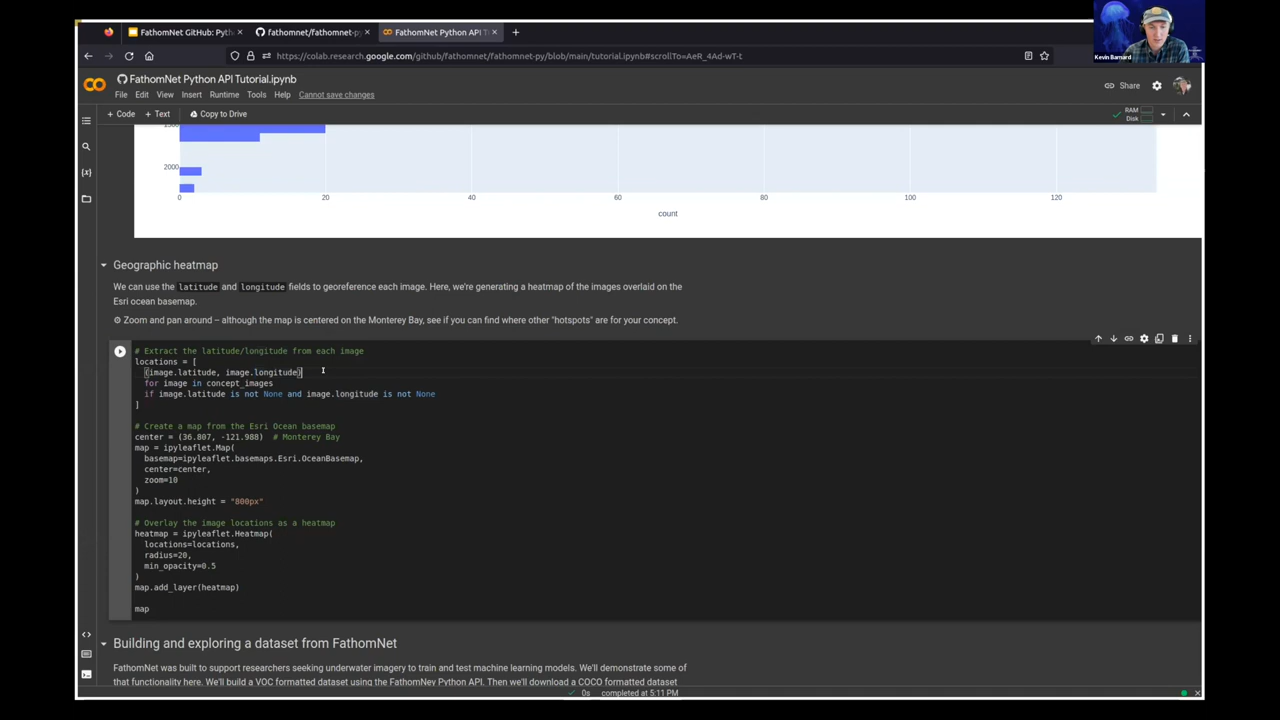 FathomNet GitHub: Pyth
fathomnet/fathomnet-py
FathomNet Python API T
https://colab.research.google.com/github/fathomnet/fathomnet-py/blob/main/tutorial.ipynb#scrollTo=AeR_4Ad-wT-t
Kevin Barnard
FathomNet Python API Tutorial.ipynb
File Edit View Insert Runtime Tools Help Cannot save changes
Share
+ Code + Text Copy to Drive
RAM
Disk
1500
2000
0 20 40 60 80 100 120
count
Geographic heatmap
We can use the latitude and longitude fields to georeference each image. Here, we're generating a heatmap of the images overlaid on the
Esri ocean basemap.
Zoom and pan around – although the map is centered on the Monterey Bay, see if you can find where other "hotspots" are for your concept.
# Extract the latitude/longitude from each image
locations = [
(image.latitude, image.longitude)
for image in concept_images
if image.latitude is not None and image.longitude is not None
]
# Create a map from the Esri Ocean basemap
center = (36.807, -121.988) # Monterey Bay
map = ipyleaflet.Map(
basemap=ipyleaflet.basemaps.Esri.OceanBasemap,
center=center,
zoom=10
)
map.layout.height = "800px"
# Overlay the image locations as a heatmap
heatmap = ipyleaflet.Heatmap(
locations=locations,
radius=20,
min_opacity=0.5
)
map.add_layer(heatmap)
map
Building and exploring a dataset from FathomNet
FathomNet was built to support researchers seeking underwater imagery to train and test machine learning models. We'll demonstrate some of
that functionality here. We'll build a VOC formatted dataset using the FathomNey Python API. Then we'll download a COCO formatted dataset
0s completed at 5:11 PM